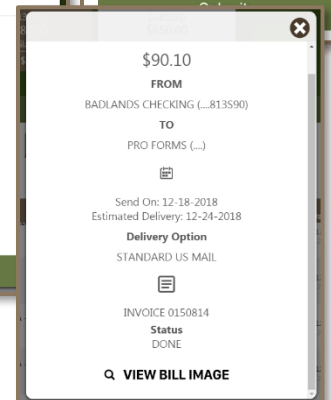 $90.10
FROM
BADLANDS CHECKING (....813S90)
TO
PRO FORMS (....)
Send On: 12-18-2018
Estimated Delivery: 12-24-2018
Delivery Option
STANDARD US MAIL
INVOICE 0150814
Status
DONE
VIEW BILL IMAGE